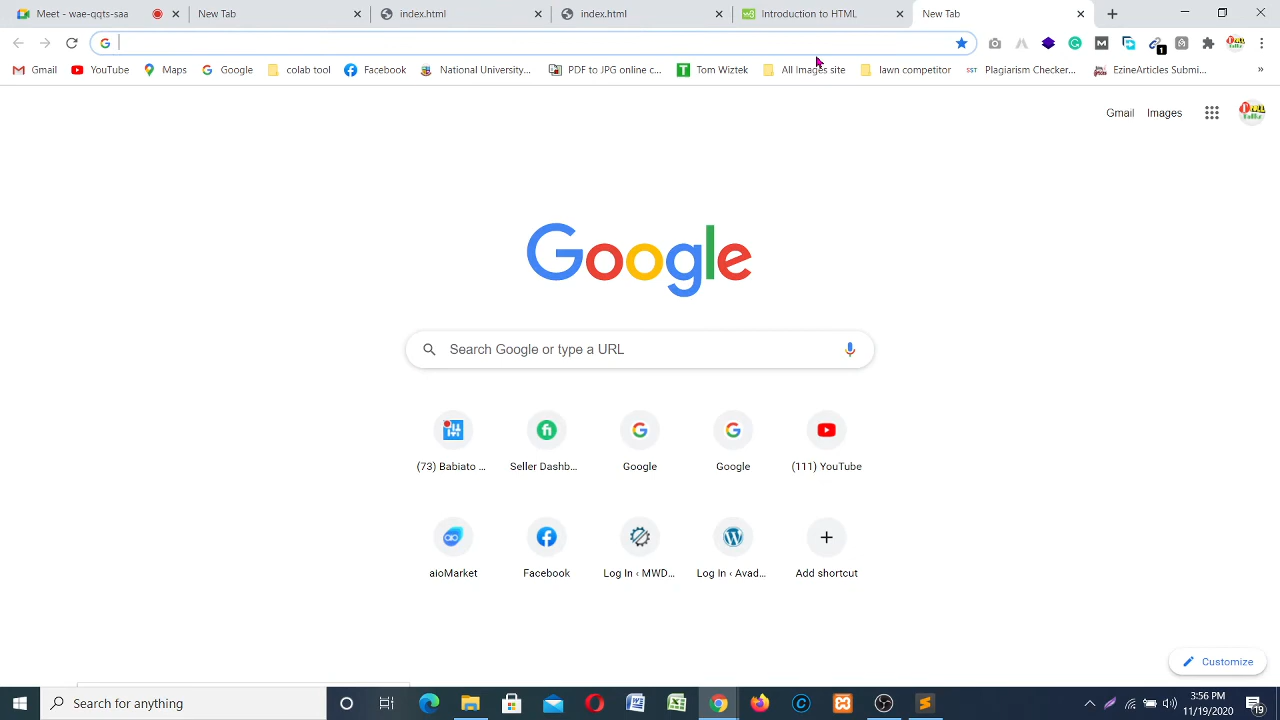 Meet - wae-qqts- New Tab index.html index.html Introduction to HTML New Tab
1
Gmail YouTube Maps Google colab tool Facebook National University... PDF to JPG online c... T Tom Wiztek All Images site lawn competitor SST Plagiarism Checker... EzineArticles Submi... »
Gmail Images
Google
Search Google or type a URL
(73) Babiato ... Seller Dashb... Google Google (111) YouTube
aioMarket Facebook Log In ‹ MWD... Log In ‹ Avad... Add shortcut
Customize
Search for anything
3:56 PM
11/19/2020
19